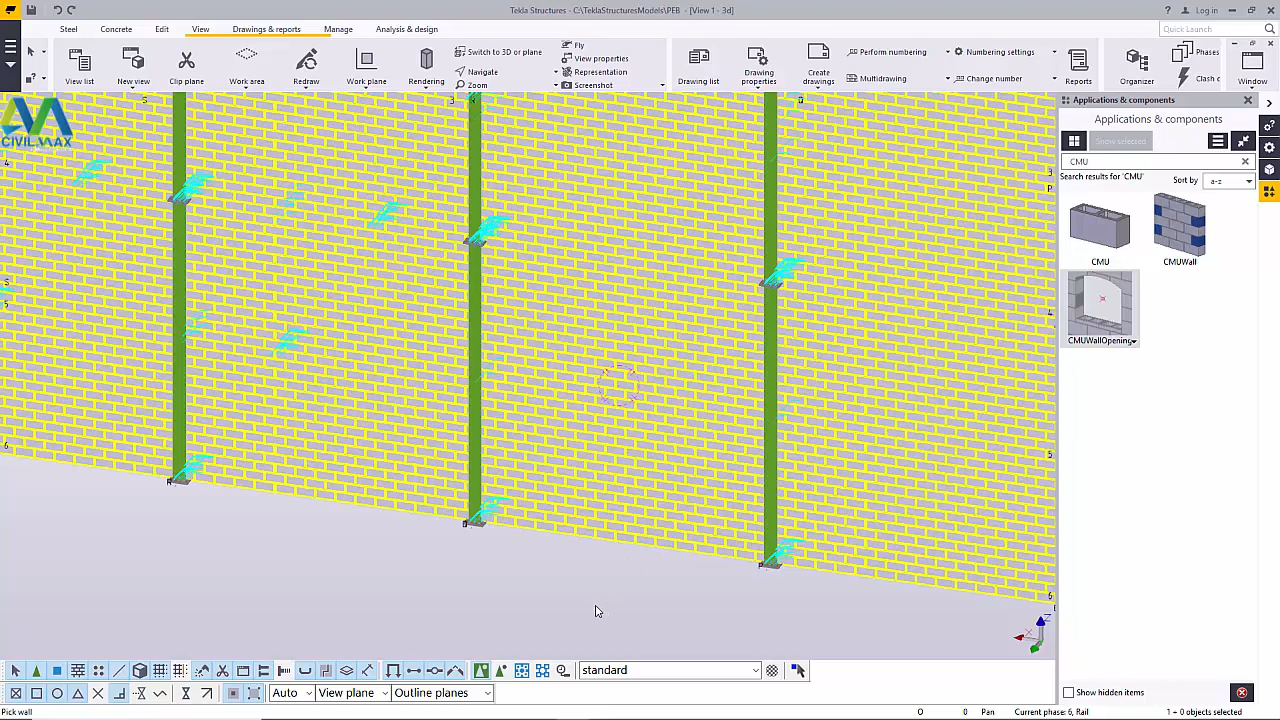 Tekla Structures - C:\TeklaStructuresModels\PEB - [View 1 - 3d]
Log in
Steel Concrete Edit View Drawings & reports Manage Analysis & design
Quick Launch
View list
New view
Clip plane
Work area
Redraw
Work plane
Rendering
Switch to 3D or plane
Navigate
Zoom
Fly
View properties
Representation
Screenshot
Drawing list
Drawing properties
Create drawings
Perform numbering
Multidrawing
Numbering settings
Change number
Reports
Organizer
Phases
Clash c
Window
CIVIL MAX
Applications & components
Applications & components
Show selected
CMU
Search results for 'CMU'
Sort by
a-z
CMU
CMUWall
CMUWallOpening
Show hidden items
standard
Auto
View plane
Outline planes
Pick wall
O 0 Pan Current phase: 6, Rail 1 + 0 objects selected